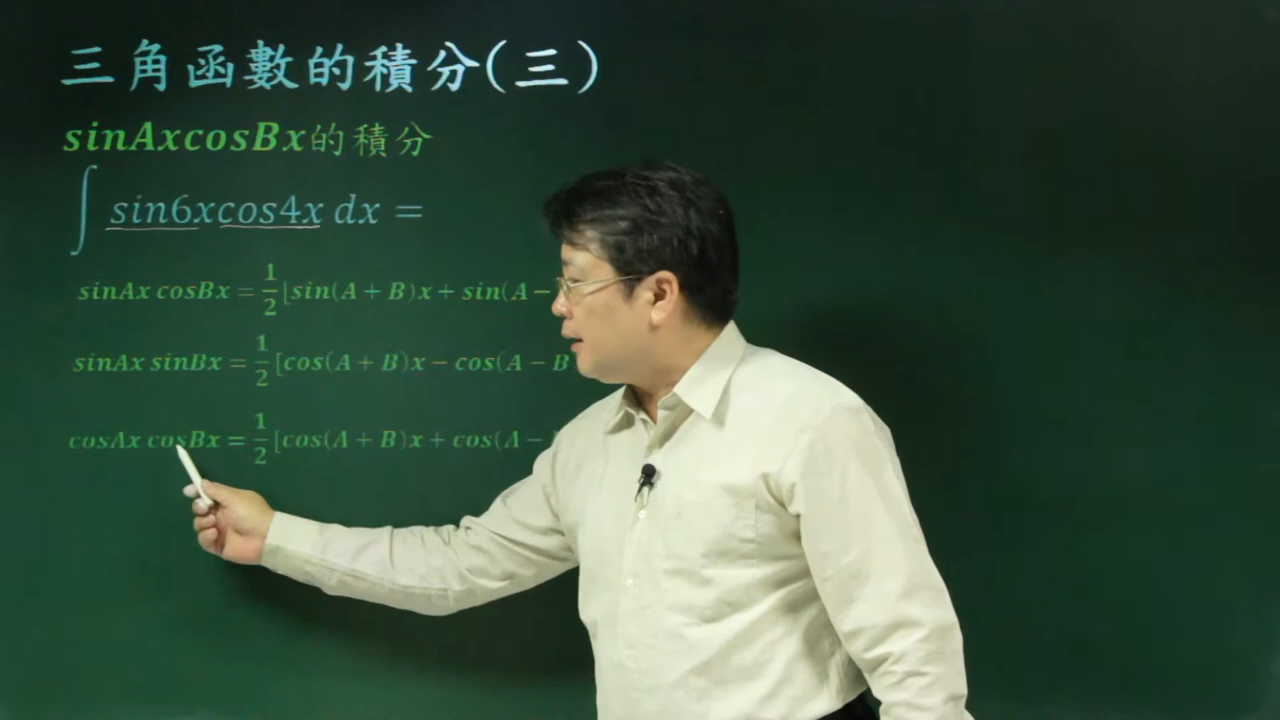 三角函數的積分(三)
sinAxcosBx的積分
∫ sin6xcos4x dx =
sinAx cosBx = 1/2 [sin(A + B)x + sin(A −
sinAx sinBx = 1/2 [cos(A + B)x − cos(A − B
cosAx cosBx = 1/2 [cos(A + B)x + cos(A −